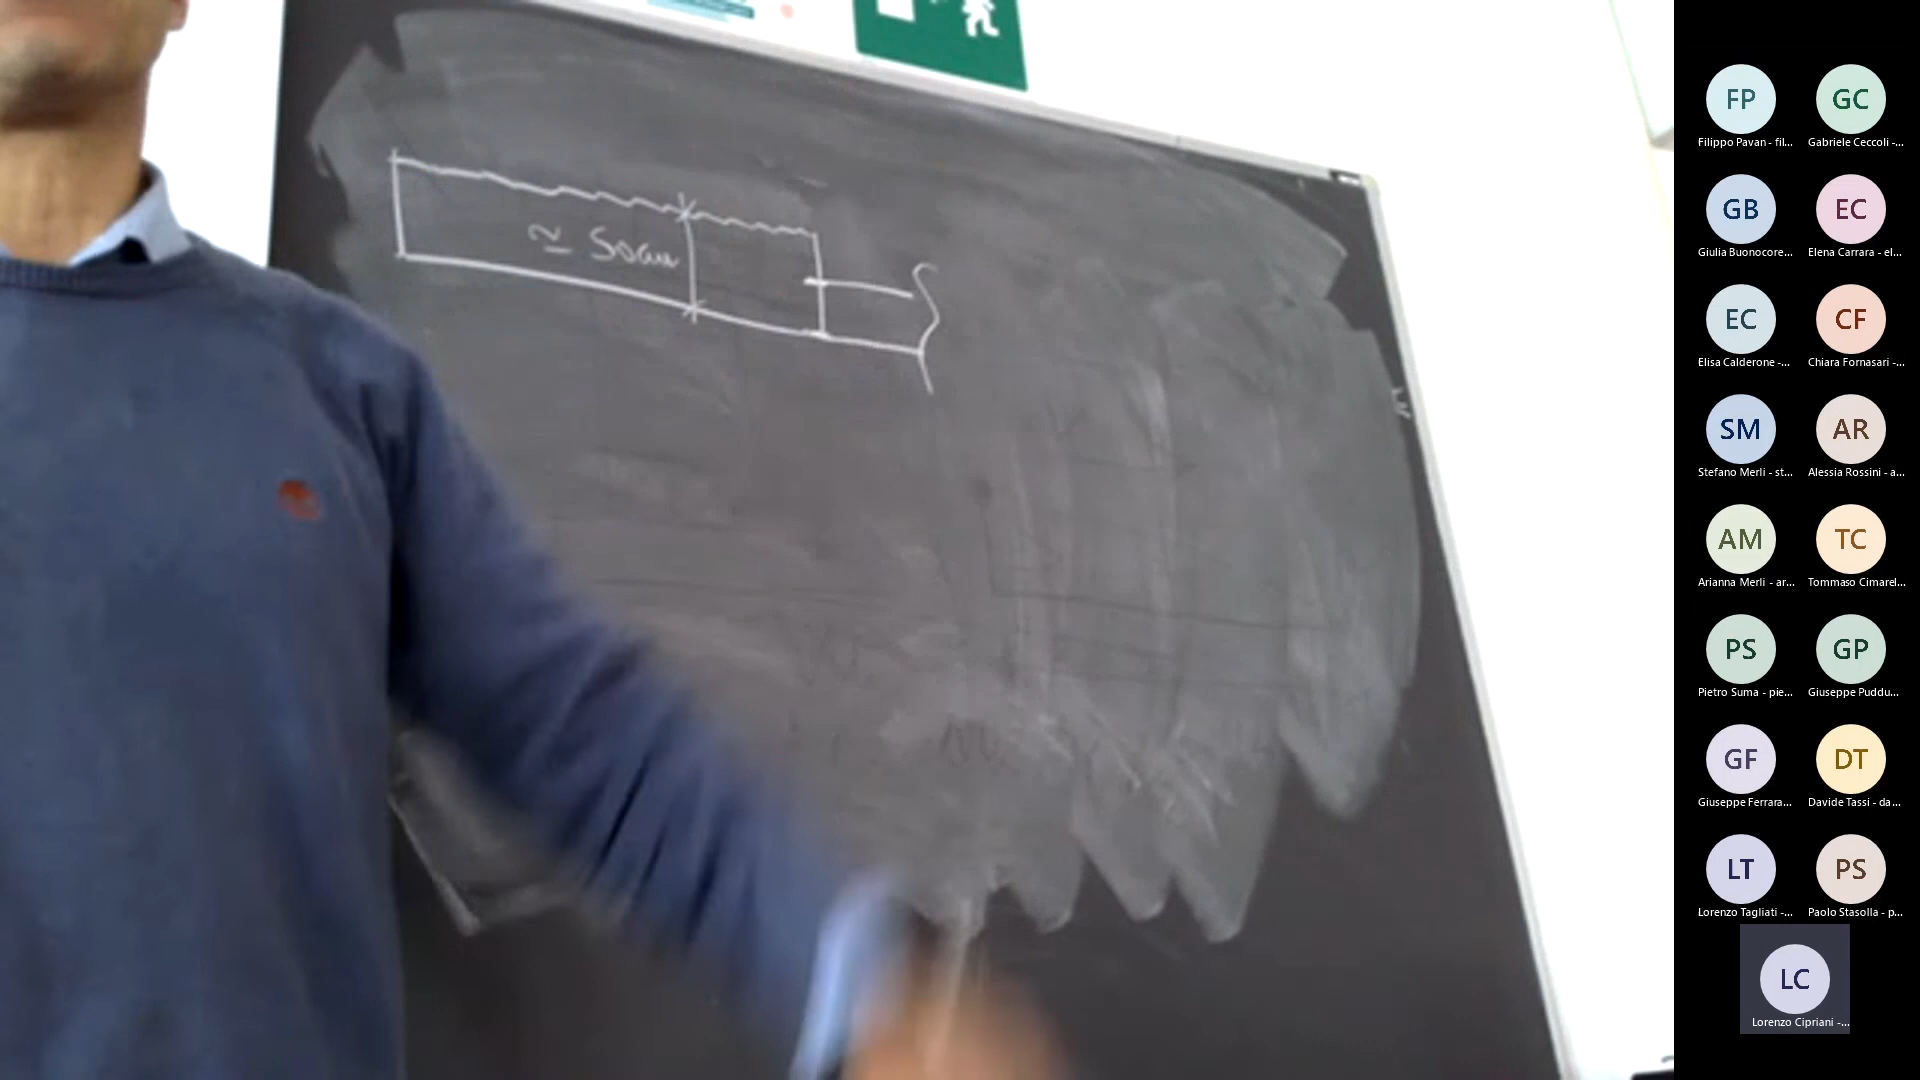 ≃ 50cm
FP
GC
Filippo Pavan - fil...
Gabriele Ceccoli -...
GB
EC
Giulia Buonocore...
Elena Carrara - el...
EC
CF
Elisa Calderone -...
Chiara Fornasari -...
SM
AR
Stefano Merli - st...
Alessia Rossini - a...
AM
TC
Arianna Merli - ar...
Tommaso Cimarel...
PS
GP
Pietro Suma - pie...
Giuseppe Puddu...
GF
DT
Giuseppe Ferrara...
Davide Tassi - da...
LT
PS
Lorenzo Tagliati -...
Paolo Stasolla - p...
LC
Lorenzo Cipriani -...